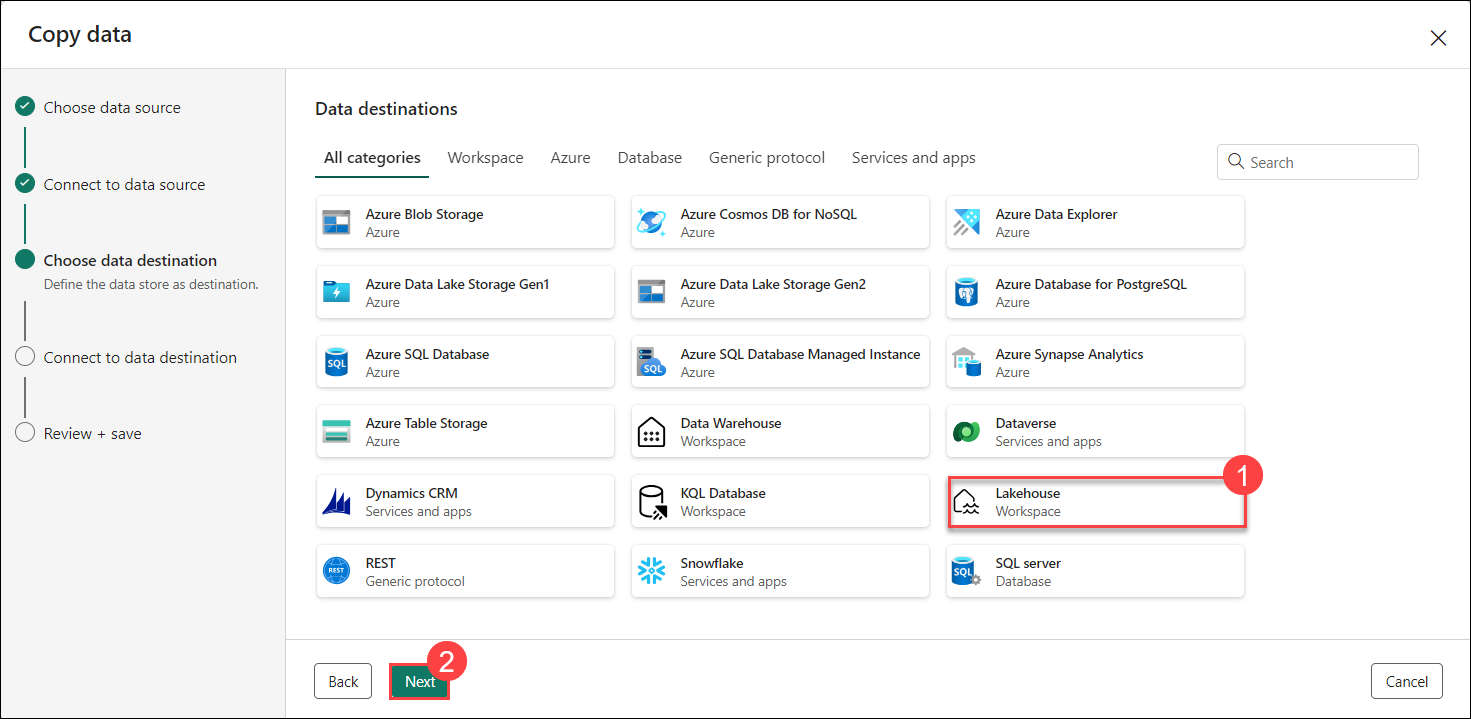 Copy data
Choose data source
Connect to data source
Choose data destination
Define the data store as destination.
Connect to data destination
Review + save
Data destinations
All categories
Workspace
Azure
Database
Generic protocol
Services and apps
Search
Azure Blob Storage
Azure
Azure Cosmos DB for NoSQL
Azure
Azure Data Explorer
Azure
Azure Data Lake Storage Gen1
Azure
Azure Data Lake Storage Gen2
Azure
Azure Database for PostgreSQL
Azure
SQL
Azure SQL Database
Azure
SQL
Azure SQL Database Managed Instance
Azure
Azure Synapse Analytics
Azure
Azure Table Storage
Azure
Data Warehouse
Workspace
Dataverse
Services and apps
Dynamics CRM
Services and apps
KQL Database
Workspace
Lakehouse
Workspace
1
REST
REST
Generic protocol
Snowflake
Services and apps
SQL
SQL server
Database
Back
Next
2
Cancel